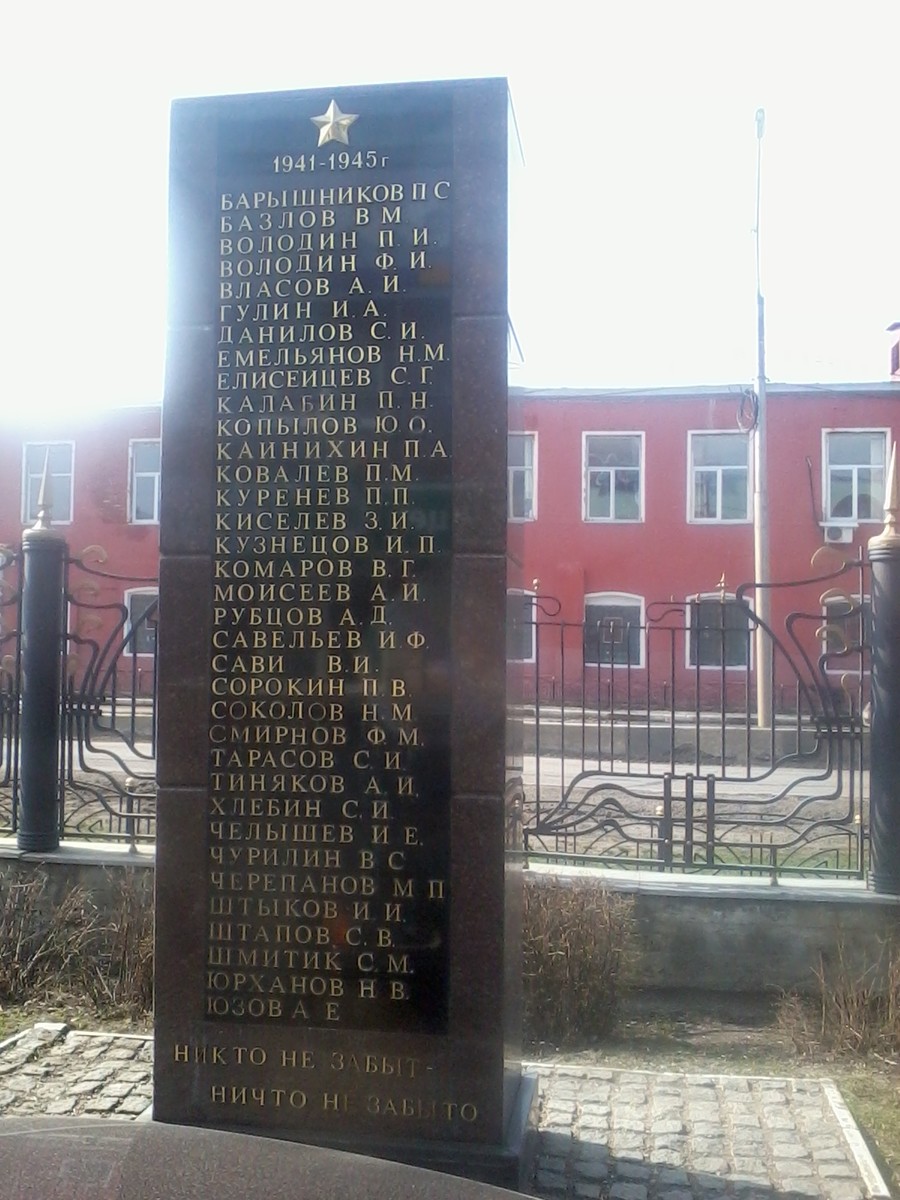 1941-1945г
БАРЫШНИКОВ П С
БАЗЛОВ В М.
ВОЛОДИН П. И.
ВОЛОДИН Ф. И.
ВЛАСОВ А. И.
ГУЛИН И. А.
ДАНИЛОВ С. И.
ЕМЕЛЬЯНОВ Н.М.
ЕЛИСЕИЦЕВ С. Г.
КАЛАБИН П. Н.
КОПЫЛОВ Ю. О.
КАИНИХИН П. А.
КОВАЛЕВ П.М.
КУРЕНЕВ П. П.
КИСЕЛЕВ З. И.
КУЗНЕЦОВ И. П.
КОМАРОВ В. Г.
МОИСЕЕВ А. И.
РУБЦОВ А. Д.
САВЕЛЬЕВ И. Ф.
САВИ В.И.
СОРОКИН П. В.
СОКОЛОВ Н. М.
СМИРНОВ Ф. М.
ТАРАСОВ С. И.
ТИНЯКОВ А. И.
ХЛЕБИН С. И.
ЧЕЛЫШЕВ И Е.
ЧУРИЛИН В С
ЧЕРЕПАНОВ М П
ШТЫКОВ И. И.
ШТАПОВ. С. В.
ШМИТИК С. М.
ЮРХАНОВ Н В.
ЮЗОВ А Е
НИКТО НЕ ЗАБЫТ-
НИЧТО НЕ ЗАБЫТО